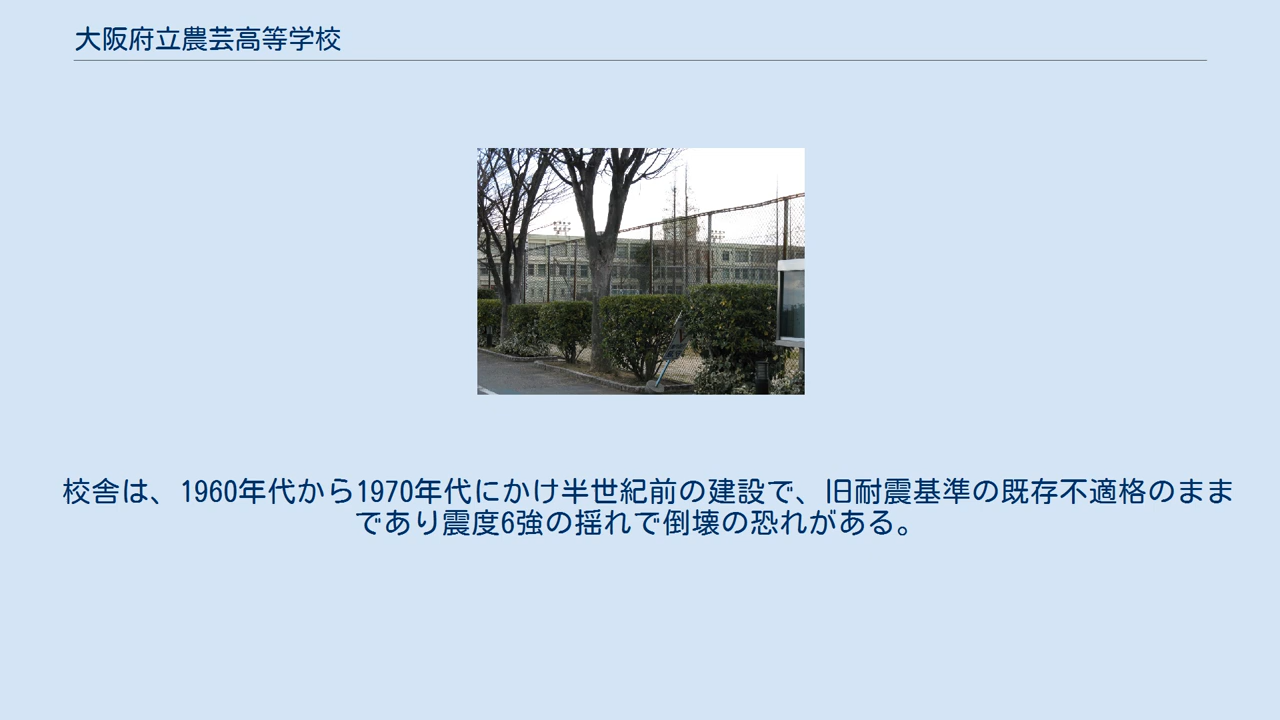 大阪府立農芸高等学校
校舎は、1960年代から1970年代にかけ半世紀前の建設で、旧耐震基準の既存不適格のまま
であり震度6強の揺れで倒壊の恐れがある。